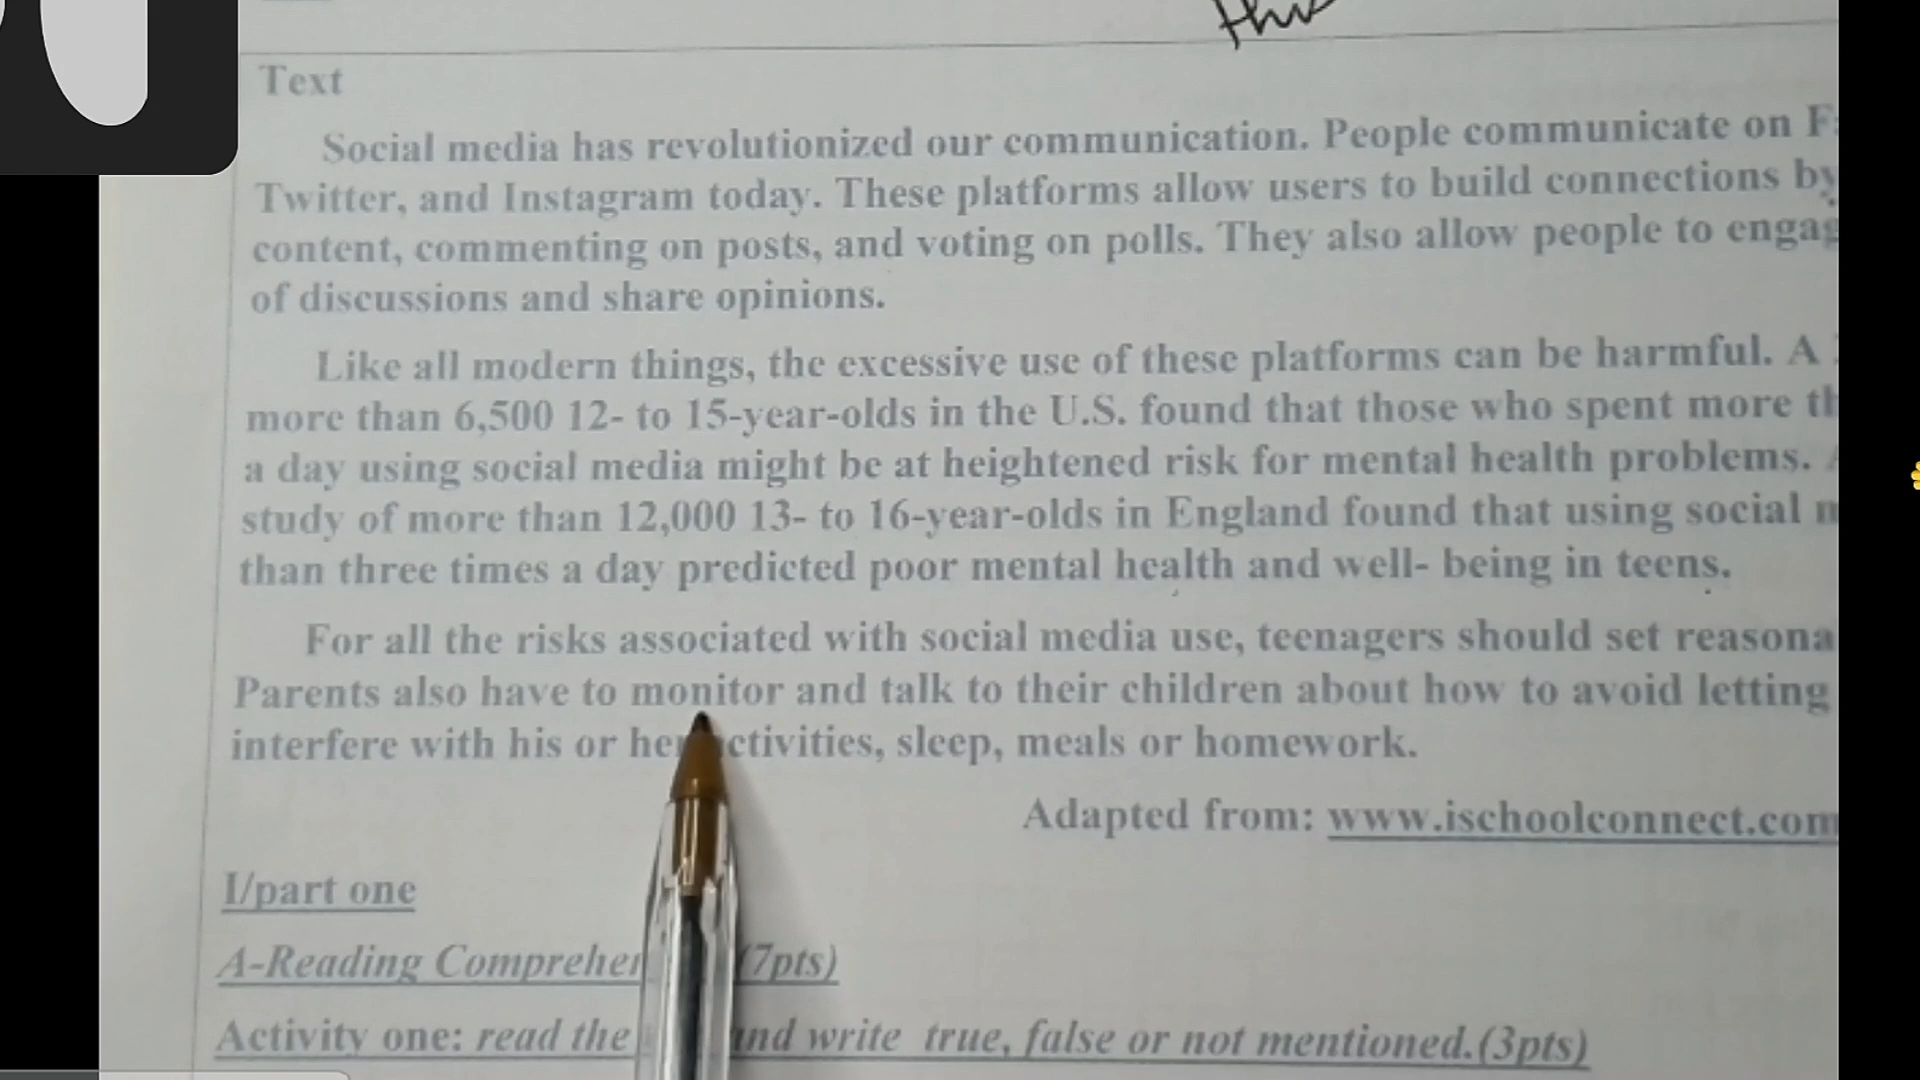 the
Text
Social media has revolutionized our communication. People communicate on
Twitter, and Instagram today. These platforms allow users to build connections by
content, commenting on posts, and voting on polls. They also allow people to
of discussions and share opinions.
Like all modern things, the excessive use of these platforms can be harmful. A
more than 6,500 12- to 15-year-olds in the U.S. found that those who spent more
a day using social media might be at heightened risk for mental health problems.
study of more than 12,000 13- to 16-year-olds in England found that using social
than three times a day predicted poor mental health and well- being in teens.
For all the risks associated with social media use, teenagers should set
Parents also have to monitor and talk to their children about how to avoid letting
interfere with his or her activities, sleep, meals or homework.
Adapted from: www.ischoolconnect.com
I/part one
A-Reading (7pts)
Activity one: read the and write true, false or not mentioned.(3pts)